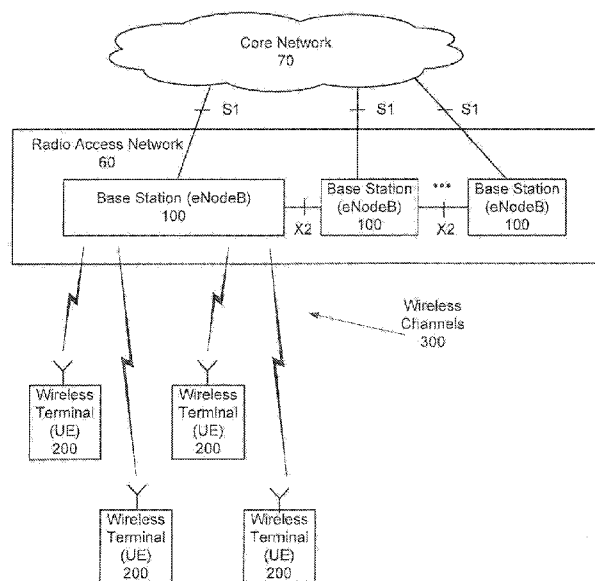 Core Network
70
S1
S1
S1
Radio Access Network
60
Base Station (eNodeB)
100
X2
Base Station
(eNodeB)
100
•••
X2
Base Station
(eNodeB)
100
Wireless
Channels
300
Wireless
Terminal
(UE)
200
Wireless
Terminal
(UE)
200
Wireless
Terminal
(UE)
200
Wireless
Terminal
(UE)
200